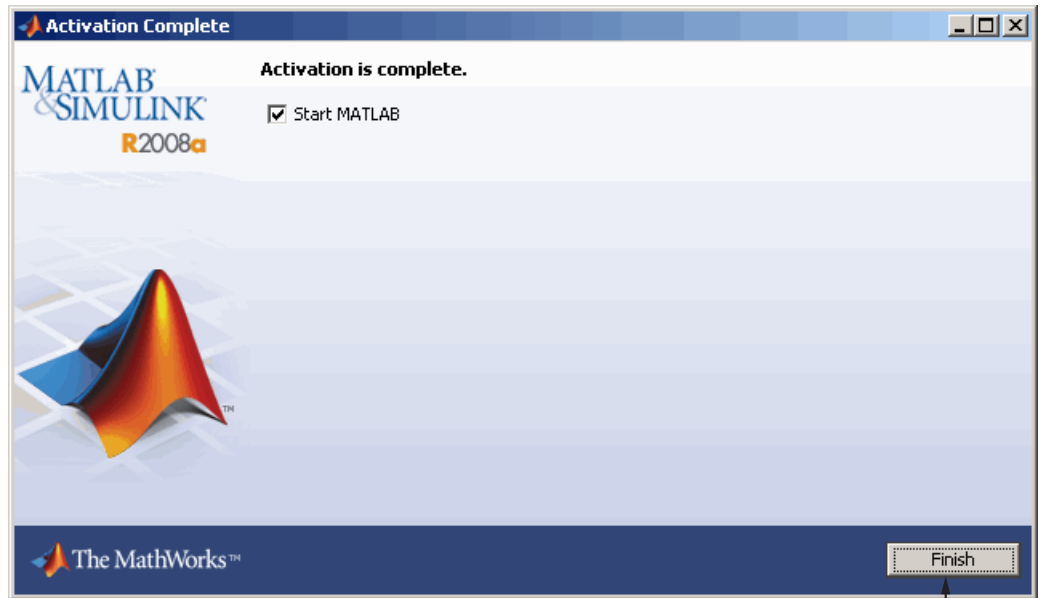 Activation Complete
MATLAB®
&SIMULINK®
R2008a
Activation is complete.
Start MATLAB
TM
The MathworksTM
Finish